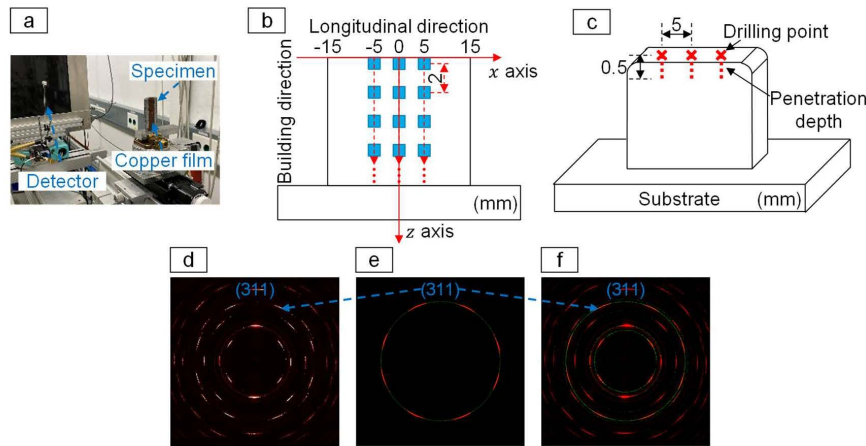 a
Specimen
Copper film
Detector
b
Longitudinal direction
-15
-5
0
5
15
x axis
Building direction
2
(mm)
z axis
c
5
Drilling point
0.5
Penetration
depth
Substrate
(mm)
d
(311)
e
(311)
f
(311)